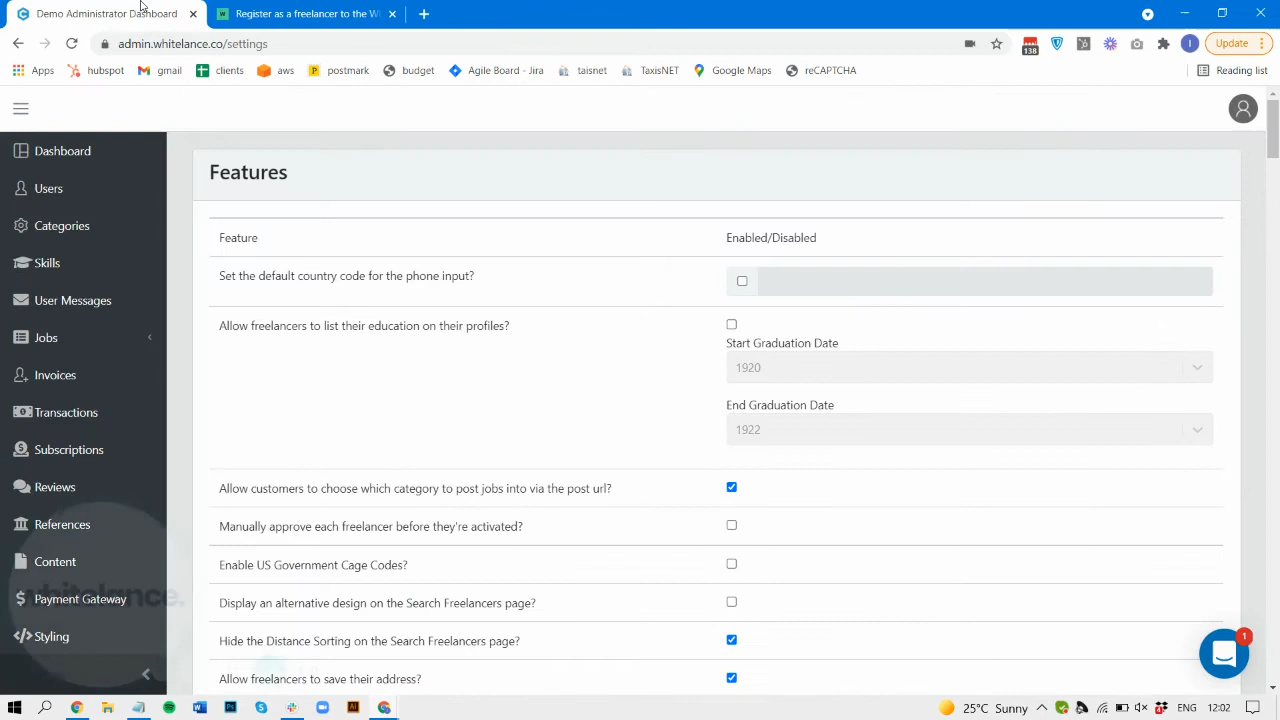 Demo Administrator Dashboard
Register as a freelancer to the W
admin.whitelance.co/settings
138
Update
Apps
hubspot
gmail
clients
aws
postmark
budget
Agile Board - Jira
taisnet
TaxisNET
Google Maps
reCAPTCHA
Reading list
Dashboard
Users
Categories
Skills
User Messages
Jobs
Invoices
Transactions
Subscriptions
Reviews
References
Content
whitelance.
Payment Gateway
Styling
Features
Feature
Enabled/Disabled
Set the default country code for the phone input?
Allow freelancers to list their education on their profiles?
Start Graduation Date
1920
End Graduation Date
1922
Allow customers to choose which category to post jobs into via the post url?
Manually approve each freelancer before they're activated?
Enable US Government Cage Codes?
Display an alternative design on the Search Freelancers page?
Hide the Distance Sorting on the Search Freelancers page?
Allow freelancers to save their address?
1
25°C Sunny
ENG
12:02